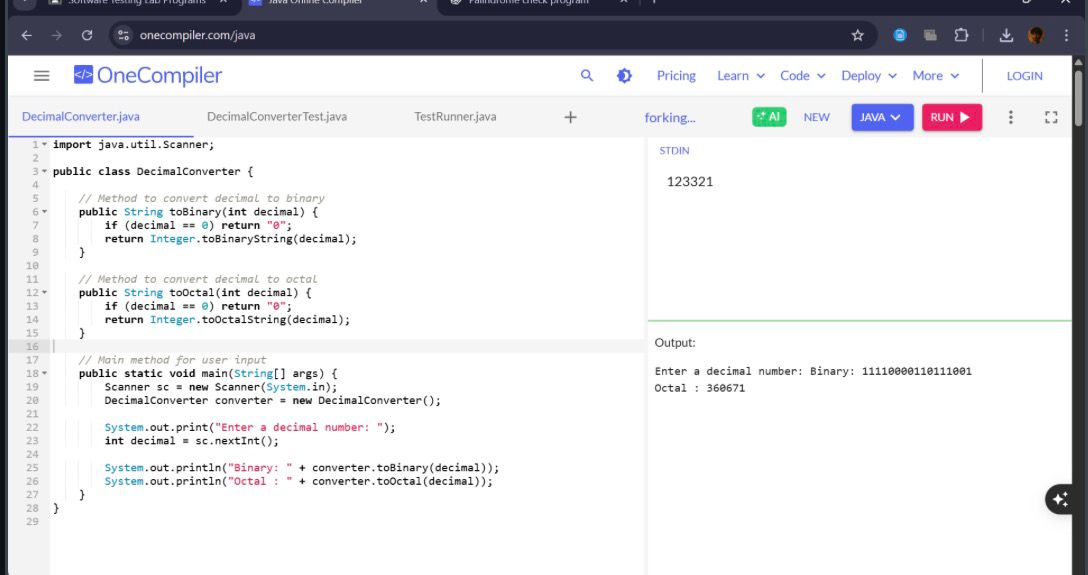 Software Testing Lab Programs
Java Online Compiler
Palindrome check program
onecompiler.com/java
OneCompiler
Pricing
Learn
Code
Deploy
More
LOGIN
DecimalConverter.java
DecimalConverterTest.java
TestRunner.java
forking...
AI
NEW
JAVA
RUN
1 import java.util.Scanner;
2
3 public class DecimalConverter {
4
5 // Method to convert decimal to binary
6 public String toBinary(int decimal) {
7 if (decimal == 0) return "0";
8 return Integer.toBinaryString(decimal);
9 }
10
11 // Method to convert decimal to octal
12 public String toOctal(int decimal) {
13 if (decimal == 0) return "0";
14 return Integer.toOctalString(decimal);
15 }
16
17 // Main method for user input
18 public static void main(String[] args) {
19 Scanner sc = new Scanner(System.in);
20 DecimalConverter converter = new DecimalConverter();
21
22 System.out.print("Enter a decimal number: ");
23 int decimal = sc.nextInt();
24
25 System.out.println("Binary: " + converter.toBinary(decimal));
26 System.out.println("Octal : " + converter.toOctal(decimal));
27 }
28 }
29
STDIN
123321
Output:
Enter a decimal number: Binary: 11110000110111001
Octal : 360671